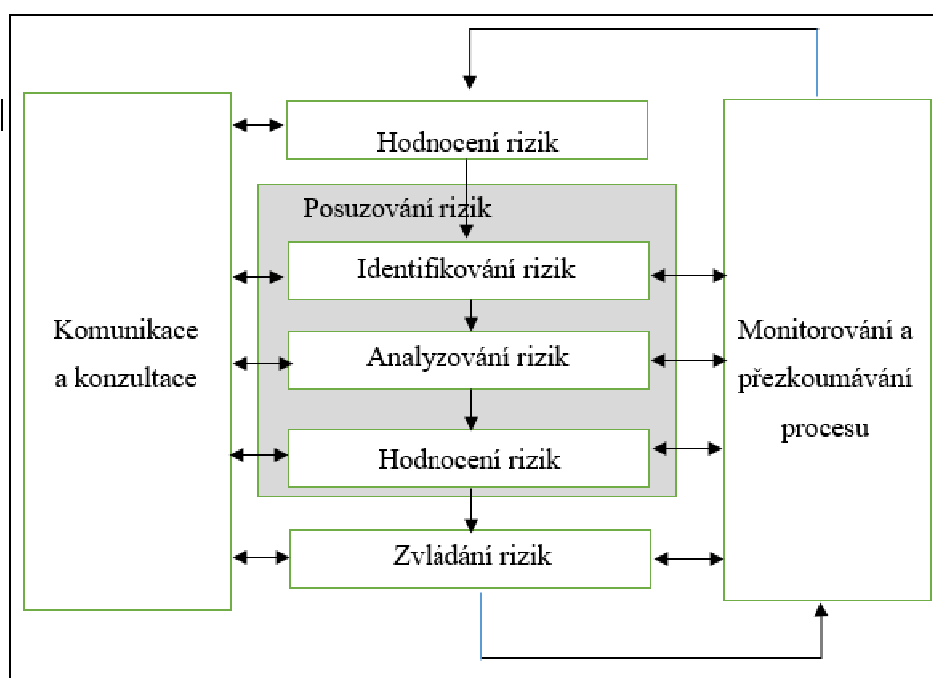 Hodnocení rizik
Posuzování rizik
Identifikování rizik
Komunikace
a konzultace
Analyzování rizik
Monitorování a
přezkoumávání
procesu
Hodnocení rizik
Zvládání rizik